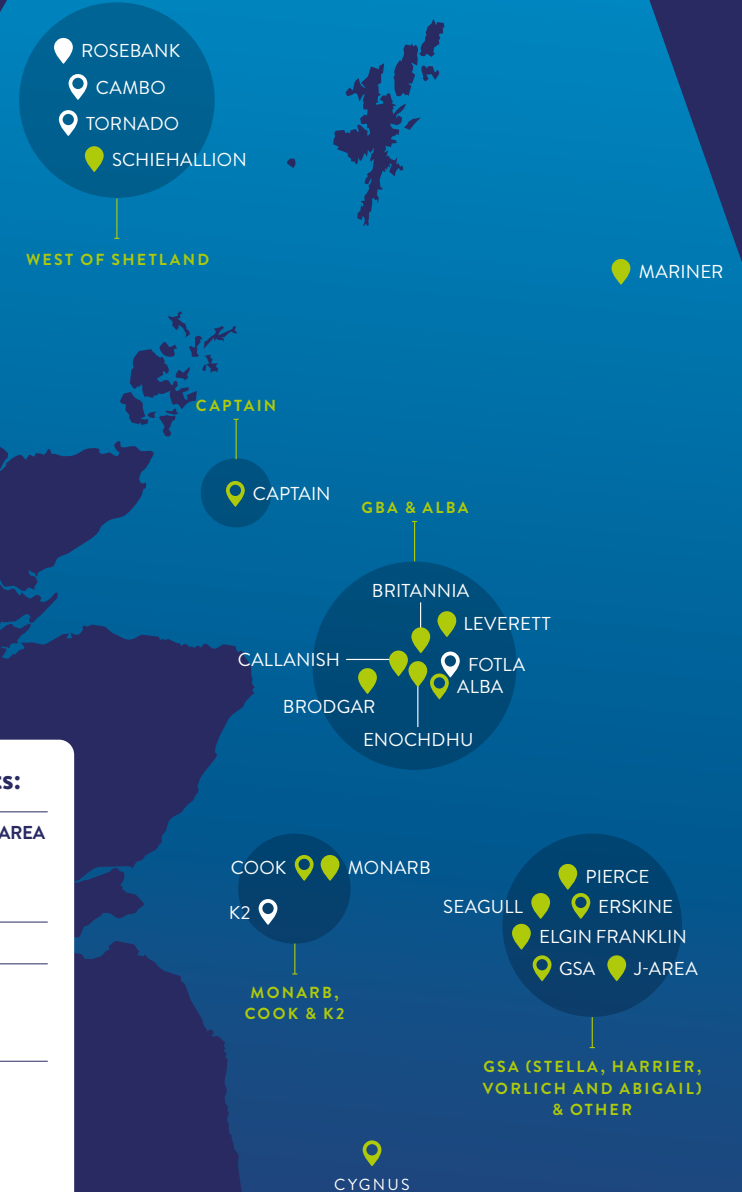 ROSEBANK
CAMBO
TORNADO
SCHIEHALLION
WEST OF SHETLAND
MARINER
CAPTAIN
CAPTAIN
GBA & ALBA
BRITANNIA
LEVERETT
CALLANISH
FOTLA
ALBA
BRODGAR
ENOCHDHU
AREA
COOK
MONARB
K2
MONARB,
COOK & K2
PIERCE
SEAGULL
ERSKINE
ELGIN FRANKLIN
GSA
J-AREA
GSA (STELLA, HARRIER,
VORLICH AND ABIGAIL)
& OTHER
CYGNUS